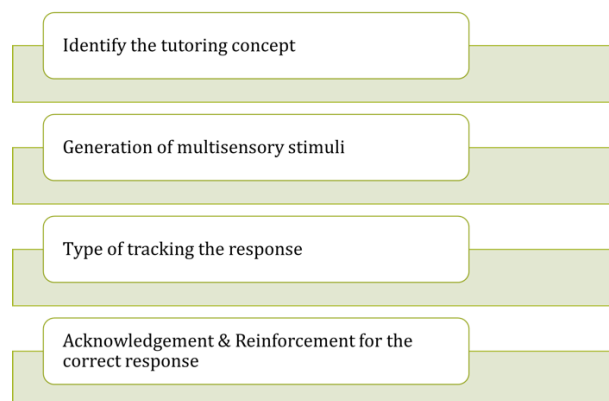 Identify the tutoring concept
Generation of multisensory stimuli
Type of tracking the response
Acknowledgement & Reinforcement for the
correct response